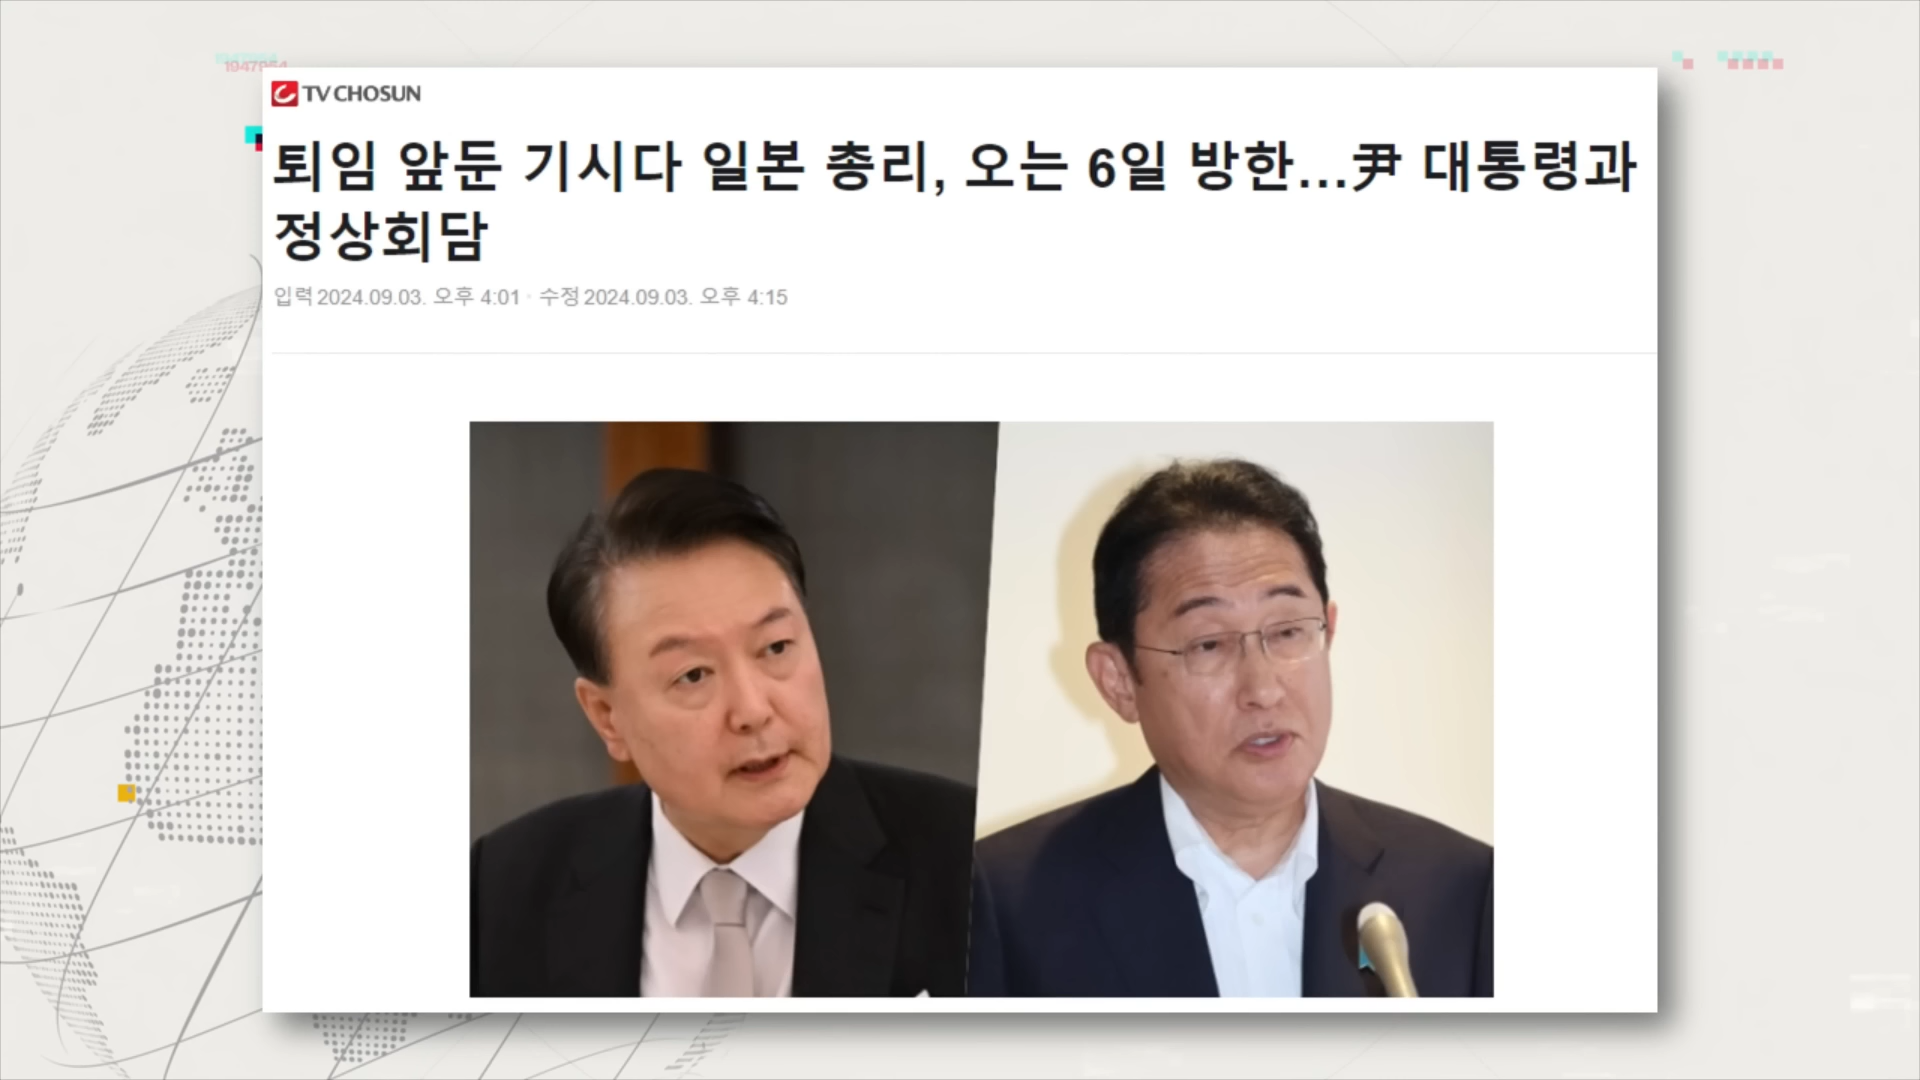 1947954
TV CHOSUN
퇴임 앞둔 기시다 일본 총리, 오는 6일 방한...尹 대통령과
정상회담
입력 2024.09.03. 오후 4:01 · 수정 2024.09.03. 오후 4:15